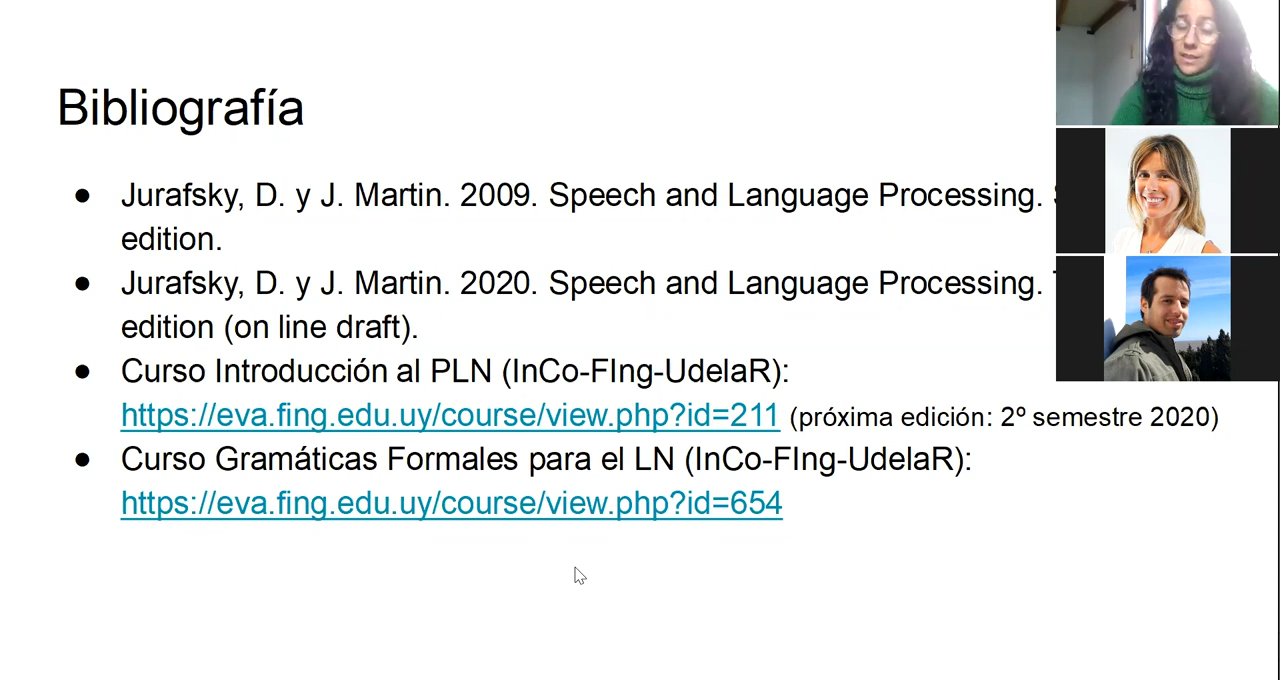 Bibliografía
● Jurafsky, D. y J. Martin. 2009. Speech and Language Processing.
edition.
● Jurafsky, D. y J. Martin. 2020. Speech and Language Processing.
edition (on line draft).
● Curso Introducción al PLN (InCo-FIng-UdelaR):
https://eva.fing.edu.uy/course/view.php?id=211 (próxima edición: 2º semestre 2020)
● Curso Gramáticas Formales para el LN (InCo-FIng-UdelaR):
https://eva.fing.edu.uy/course/view.php?id=654